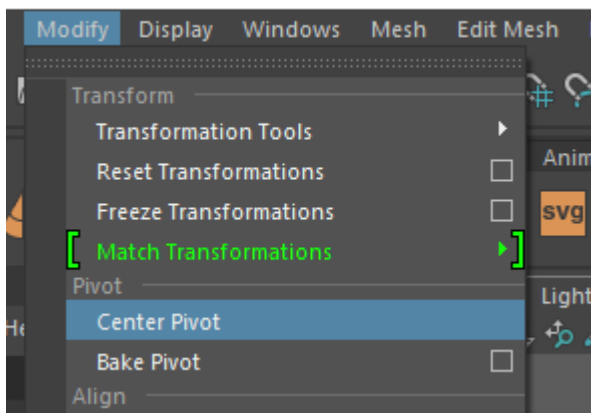 Modify Display Windows Mesh Edit Mesh
Transform
Transformation Tools
Reset Transformations
Anim
Freeze Transformations
svg
Match Transformations
Pivot
Light
Center Pivot
He
Bake Pivot
Align